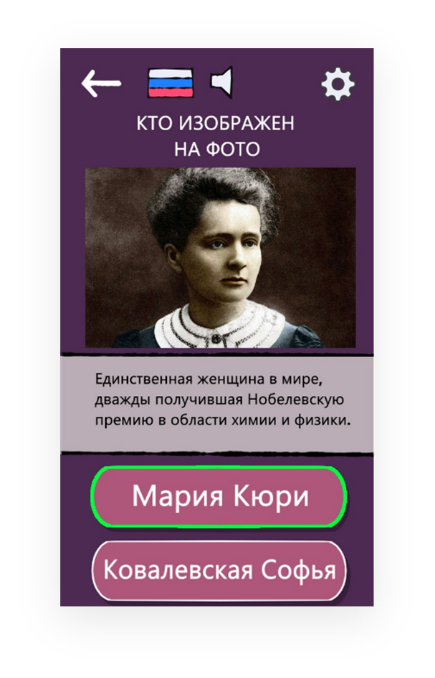 КТО ИЗОБРАЖЕН
НА ФОТО
Единственная женщина в мире,
дважды получившая Нобелевскую
премию в области химии и физики.
Мария Кюри
Ковалевская Софья